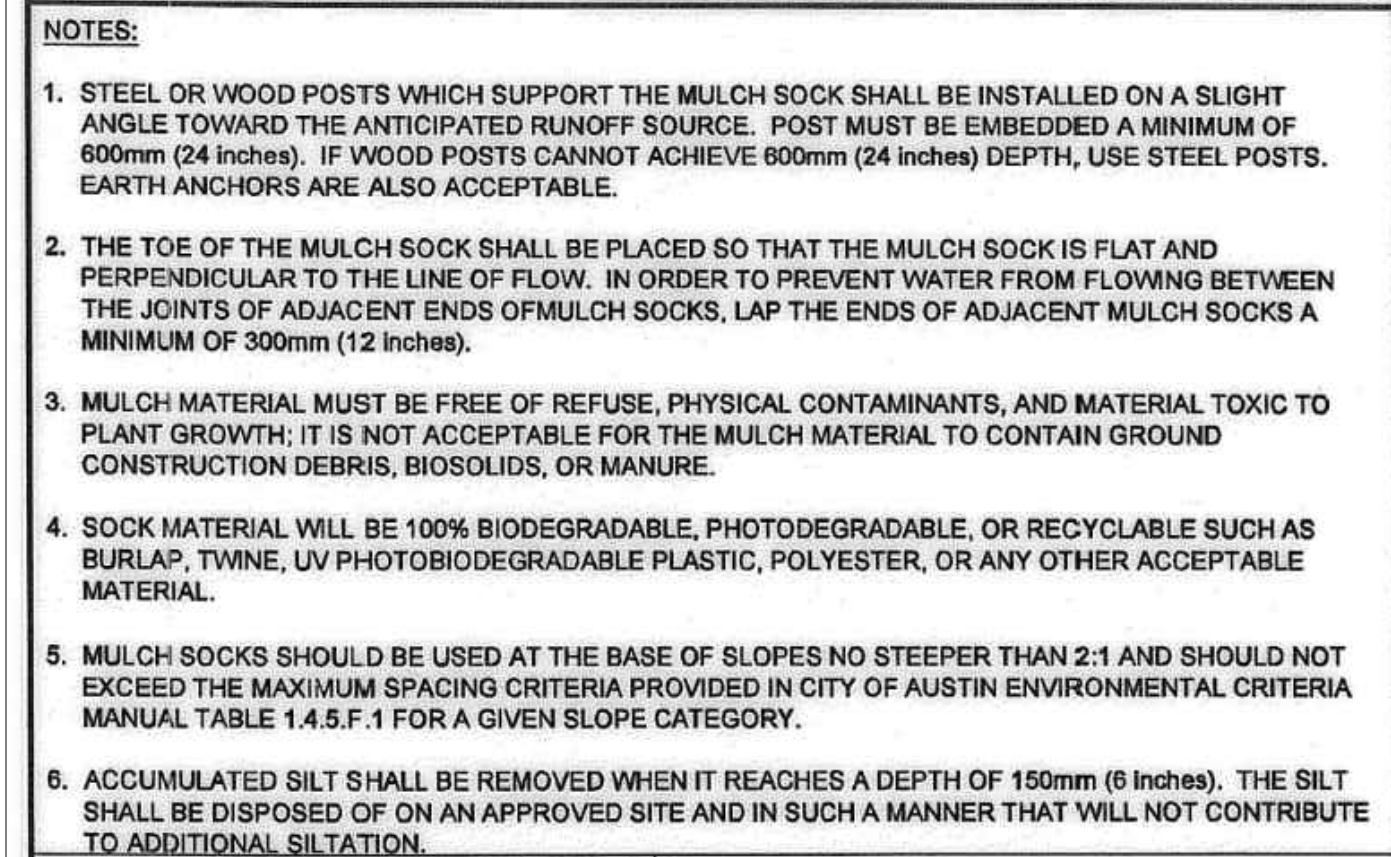 NOTES:
1. STEEL OR WOOD POSTS WHICH SUPPORT THE MULCH SOCK SHALL BE INSTALLED ON A SLIGHT
ANGLE TOWARD THE ANTICIPATED RUNOFF SOURCE. POST MUST BE EMBEDDED A MINIMUM OF
600mm (24 inches). IF WOOD POSTS CANNOT ACHIEVE 600mm (24 inches) DEPTH, USE STEEL POSTS.
EARTH ANCHORS ARE ALSO ACCEPTABLE.
2. THE TOE OF THE MULCH SOCK SHALL BE PLACED SO THAT THE MULCH SOCK IS FLAT AND
PERPENDICULAR TO THE LINE OF FLOW. IN ORDER TO PREVENT WATER FROM FLOWING BETWEEN
THE JOINTS OF ADJACENT ENDS OFMULCH SOCKS, LAP THE ENDS OF ADJACENT MULCH SOCKS A
MINIMUM OF 300mm (12 inches).
3. MULCH MATERIAL MUST BE FREE OF REFUSE, PHYSICAL CONTAMINANTS, AND MATERIAL TOXIC TO
PLANT GROWTH; IT IS NOT ACCEPTABLE FOR THE MULCH MATERIAL TO CONTAIN GROUND
CONSTRUCTION DEBRIS, BIOSOLIDS, OR MANURE.
4. SOCK MATERIAL WILL BE 100% BIODEGRADABLE, PHOTODEGRADABLE, OR RECYCLABLE SUCH AS
BURLAP, TWINE, UV PHOTOBIODEGRADABLE PLASTIC, POLYESTER, OR ANY OTHER ACCEPTABLE
MATERIAL.
5. MULCH SOCKS SHOULD BE USED AT THE BASE OF SLOPES NO STEEPER THAN 2:1 AND SHOULD NOT
EXCEED THE MAXIMUM SPACING CRITERIA PROVIDED IN CITY OF AUSTIN ENVIRONMENTAL CRITERIA
MANUAL TABLE 1.4.5.F.1 FOR A GIVEN SLOPE CATEGORY.
6. ACCUMULATED SILT SHALL BE REMOVED WHEN IT REACHES A DEPTH OF 150mm (6 inches). THE SILT
SHALL BE DISPOSED OF ON AN APPROVED SITE AND IN SUCH A MANNER THAT WILL NOT CONTRIBUTE
TO ADDITIONAL SILTATION.